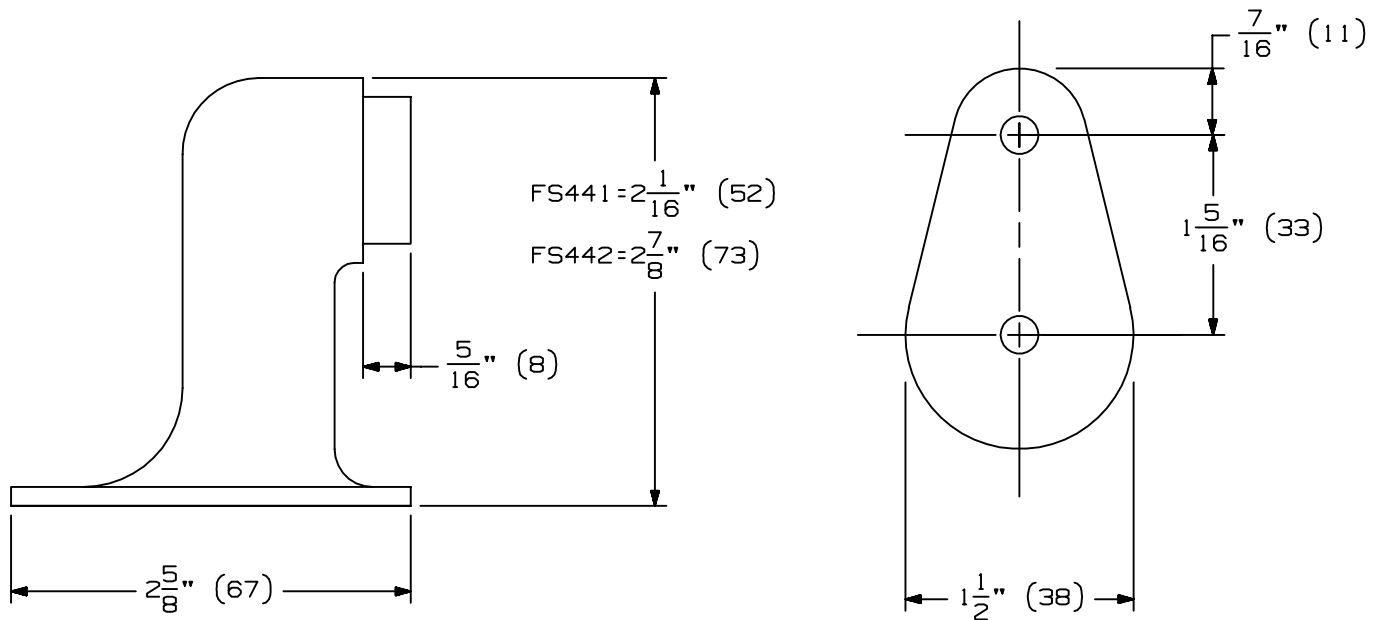 7/16" (11)
FS441=2 1/16" (52)
FS442=2 7/8" (73)
1 5/16" (33)
5/16" (8)
2 5/8" (67)
1 1/2" (38)